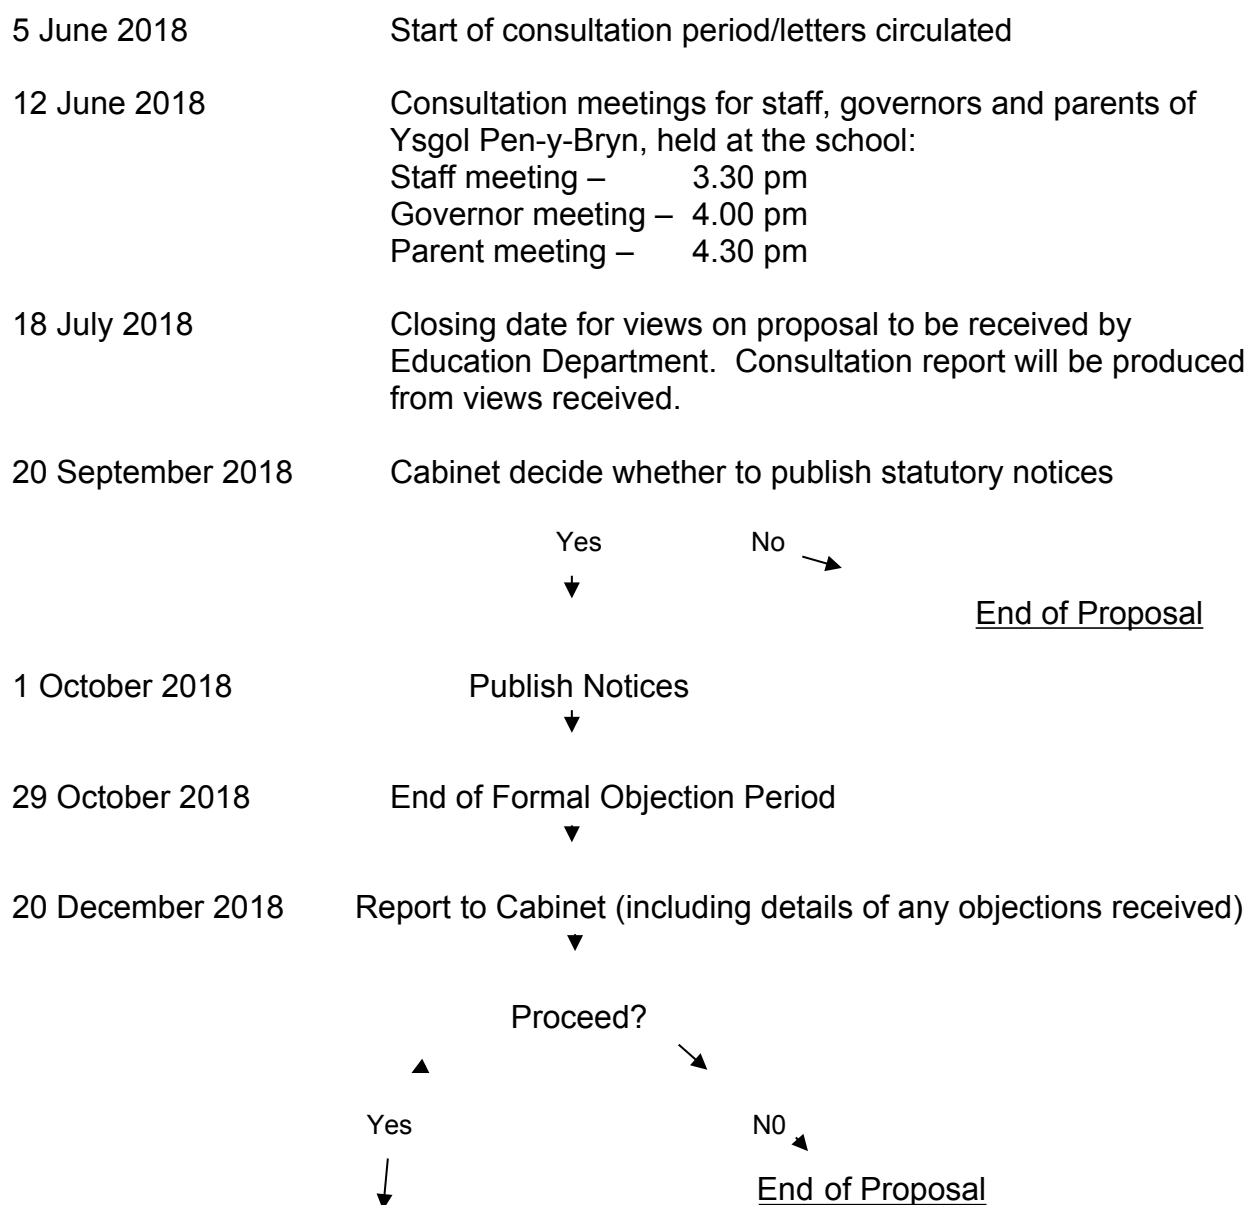 5 June 2018 Start of consultation period/letters circulated
12 June 2018 Consultation meetings for staff, governors and parents of
Ysgol Pen-y-Bryn, held at the school:
Staff meeting – 3.30 pm
Governor meeting – 4.00 pm
Parent meeting – 4.30 pm
18 July 2018 Closing date for views on proposal to be received by
Education Department. Consultation report will be produced
from views received.
20 September 2018 Cabinet decide whether to publish statutory notices
Yes No
End of Proposal
1 October 2018 Publish Notices
29 October 2018 End of Formal Objection Period
20 December 2018 Report to Cabinet (including details of any objections received)
Proceed?
Yes N0
End of Proposal